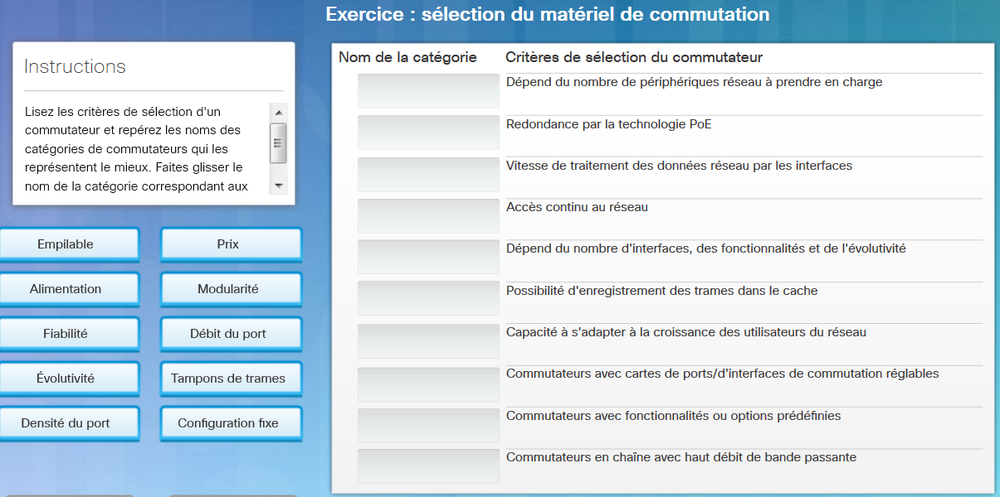 Exercice : sélection du matériel de commutation
Instructions
Lisez les critères de sélection d'un
commutateur et repérez les noms des
catégories de commutateurs qui les
représentent le mieux. Faites glisser le
nom de la catégorie correspondant aux
Empilable
Prix
Alimentation
Modularité
Fiabilité
Débit du port
Évolutivité
Tampons de trames
Densité du port
Configuration fixe
Nom de la catégorie
Critères de sélection du commutateur
Dépend du nombre de périphériques réseau à prendre en charge
Redondance par la technologie PoE
Vitesse de traitement des données réseau par les interfaces
Accès continu au réseau
Dépend du nombre d'interfaces, des fonctionnalités et de l'évolutivité
Possibilité d'enregistrement des trames dans le cache
Capacité à s'adapter à la croissance des utilisateurs du réseau
Commutateurs avec cartes de ports/d'interfaces de commutation réglables
Commutateurs avec fonctionnalités ou options prédéfinies
Commutateurs en chaîne avec haut débit de bande passante